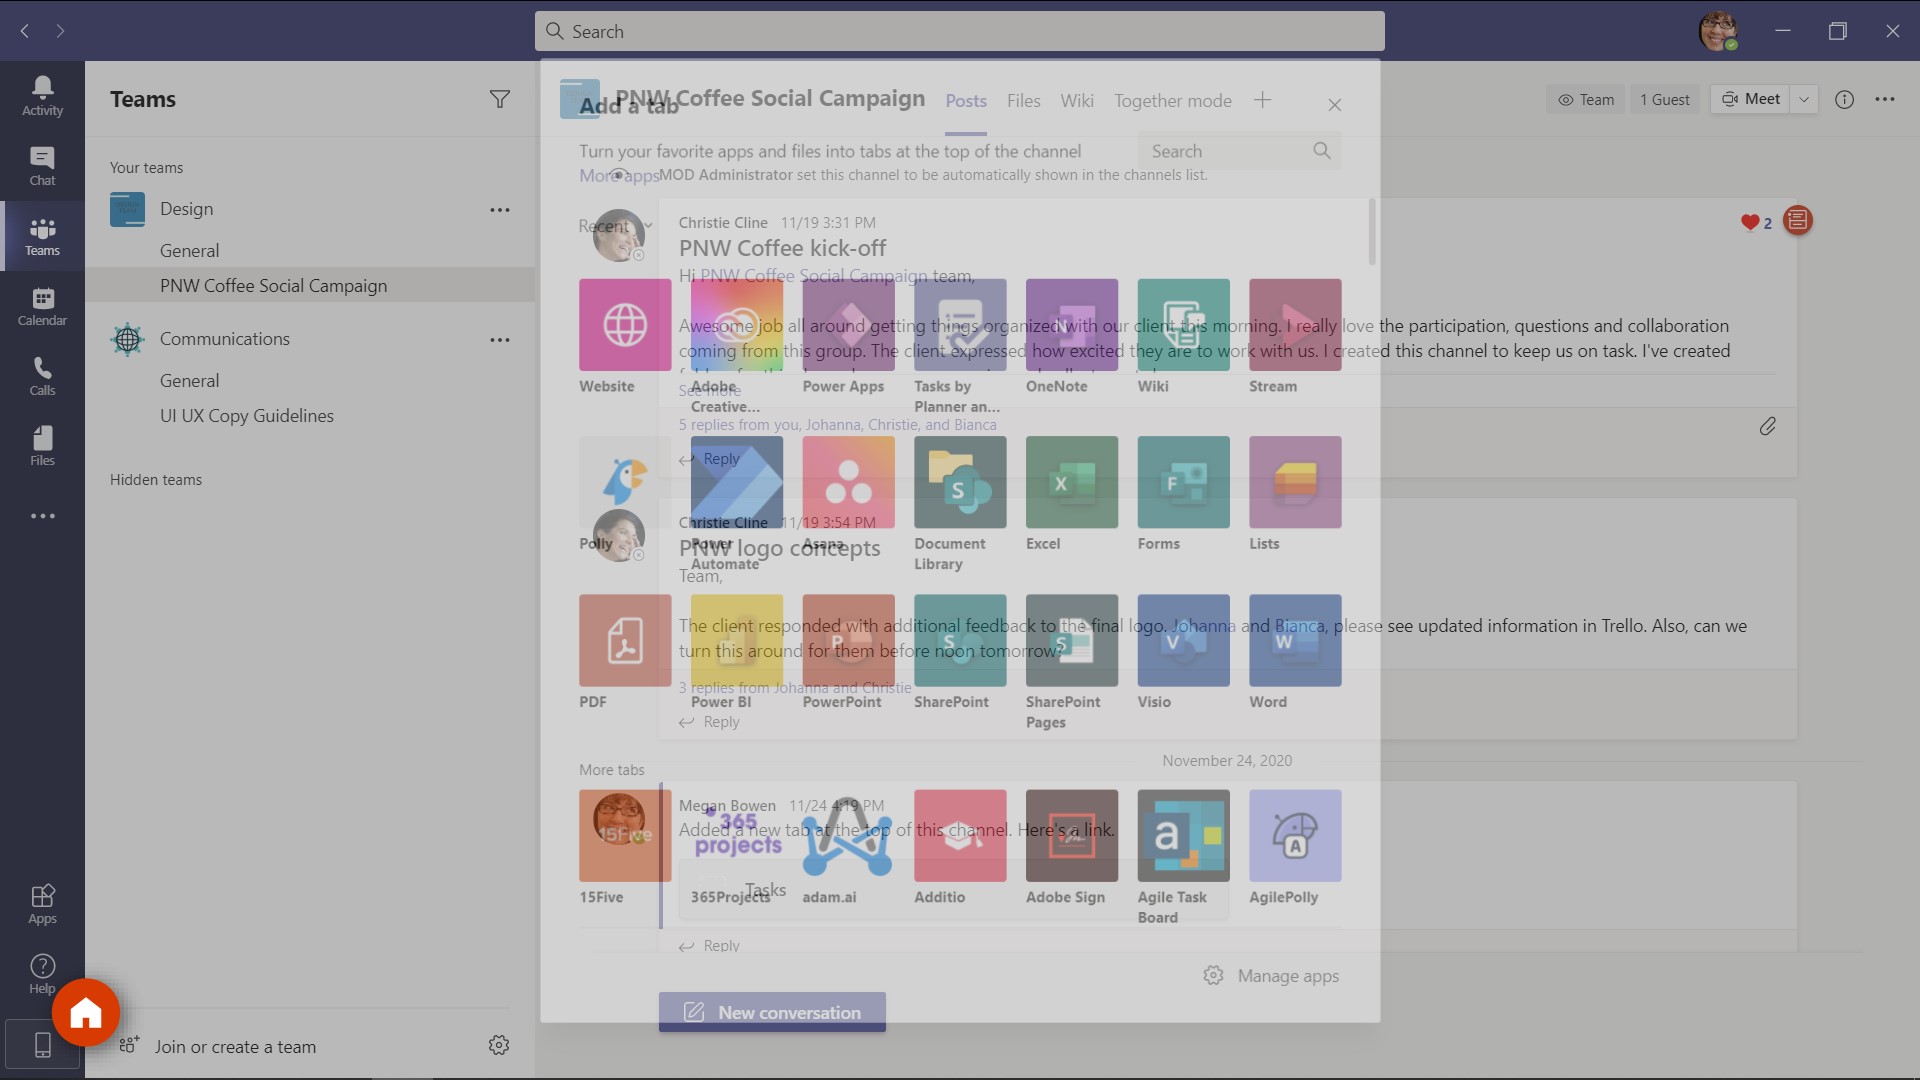 Search
Activity
Chat
Teams
Calendar
Calls
Files
Apps
Help
Teams
Your teams
Design
General
PNW Coffee Social Campaign
Communications
General
UI UX Copy Guidelines
Hidden teams
Join or create a team
PNW Coffee Social Campaign
Posts
Files
Wiki
Together mode
Team
1 Guest
Meet
MOD Administrator set this channel to be automatically shown in the channels list.
Christie Cline 11/19 3:31 PM
2
PNW Coffee kick-off
Hi PNW Coffee Social Campaign team,
Awesome job all around getting things organized with our client this morning. I really love the participation, questions and collaboration
coming from this group. The client expressed how excited they are to work with us. I created this channel to keep us on task. I've created
See more
5 replies from you, Johanna, Christie, and Bianca
Reply
Christie Cline 11/19 3:54 PM
PNW logo concepts
Team,
The client responded with additional feedback to the final logo. Johanna and Bianca, please see updated information in Trello. Also, can we
turn this around for them before noon tomorrow?
3 replies from Johanna and Christie
Reply
November 24, 2020
Megan Bowen 11/24 4:19 PM
Added a new tab at the top of this channel. Here's a link.
Tasks
Reply
New conversation
Add a tab
Turn your favorite apps and files into tabs at the top of the channel
More apps
Search
Recent
Website
Adobe
Creative...
Power Apps
Tasks by
Planner an...
OneNote
Wiki
Stream
Polly
Power
Automate
Asana
Document
Library
Excel
Forms
Lists
PDF
Power BI
PowerPoint
SharePoint
SharePoint
Pages
Visio
Word
More tabs
15Five
365
projects
15Five
365Projects
adam.ai
Additio
Adobe Sign
Agile Task
Board
AgilePolly
Manage apps